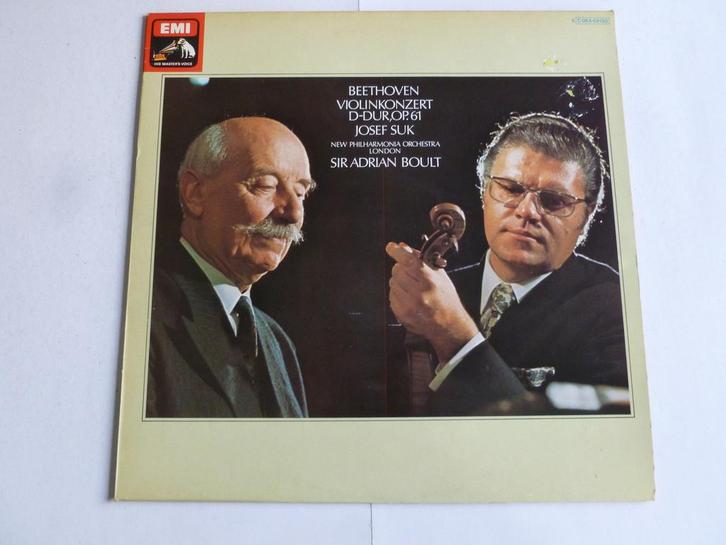 EMI
HIS MASTER'S VOICE
BEETHOVEN
VIOLINKONZERT
D-DUR, OP. 61
JOSEF SUK
NEW PHILHARMONIA ORCHESTRA
LONDON
SIR ADRIAN BOULT